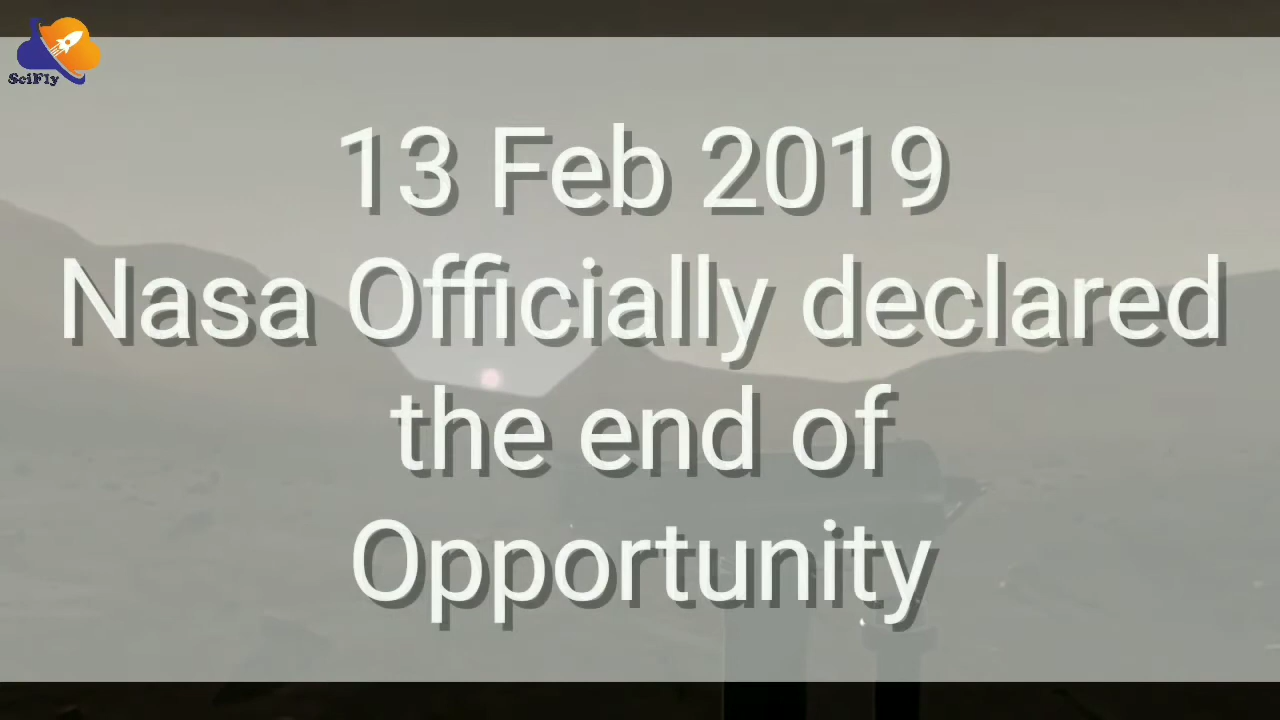 SciFly
13 Feb 2019
Nasa Officially declared
the end of
Opportunity